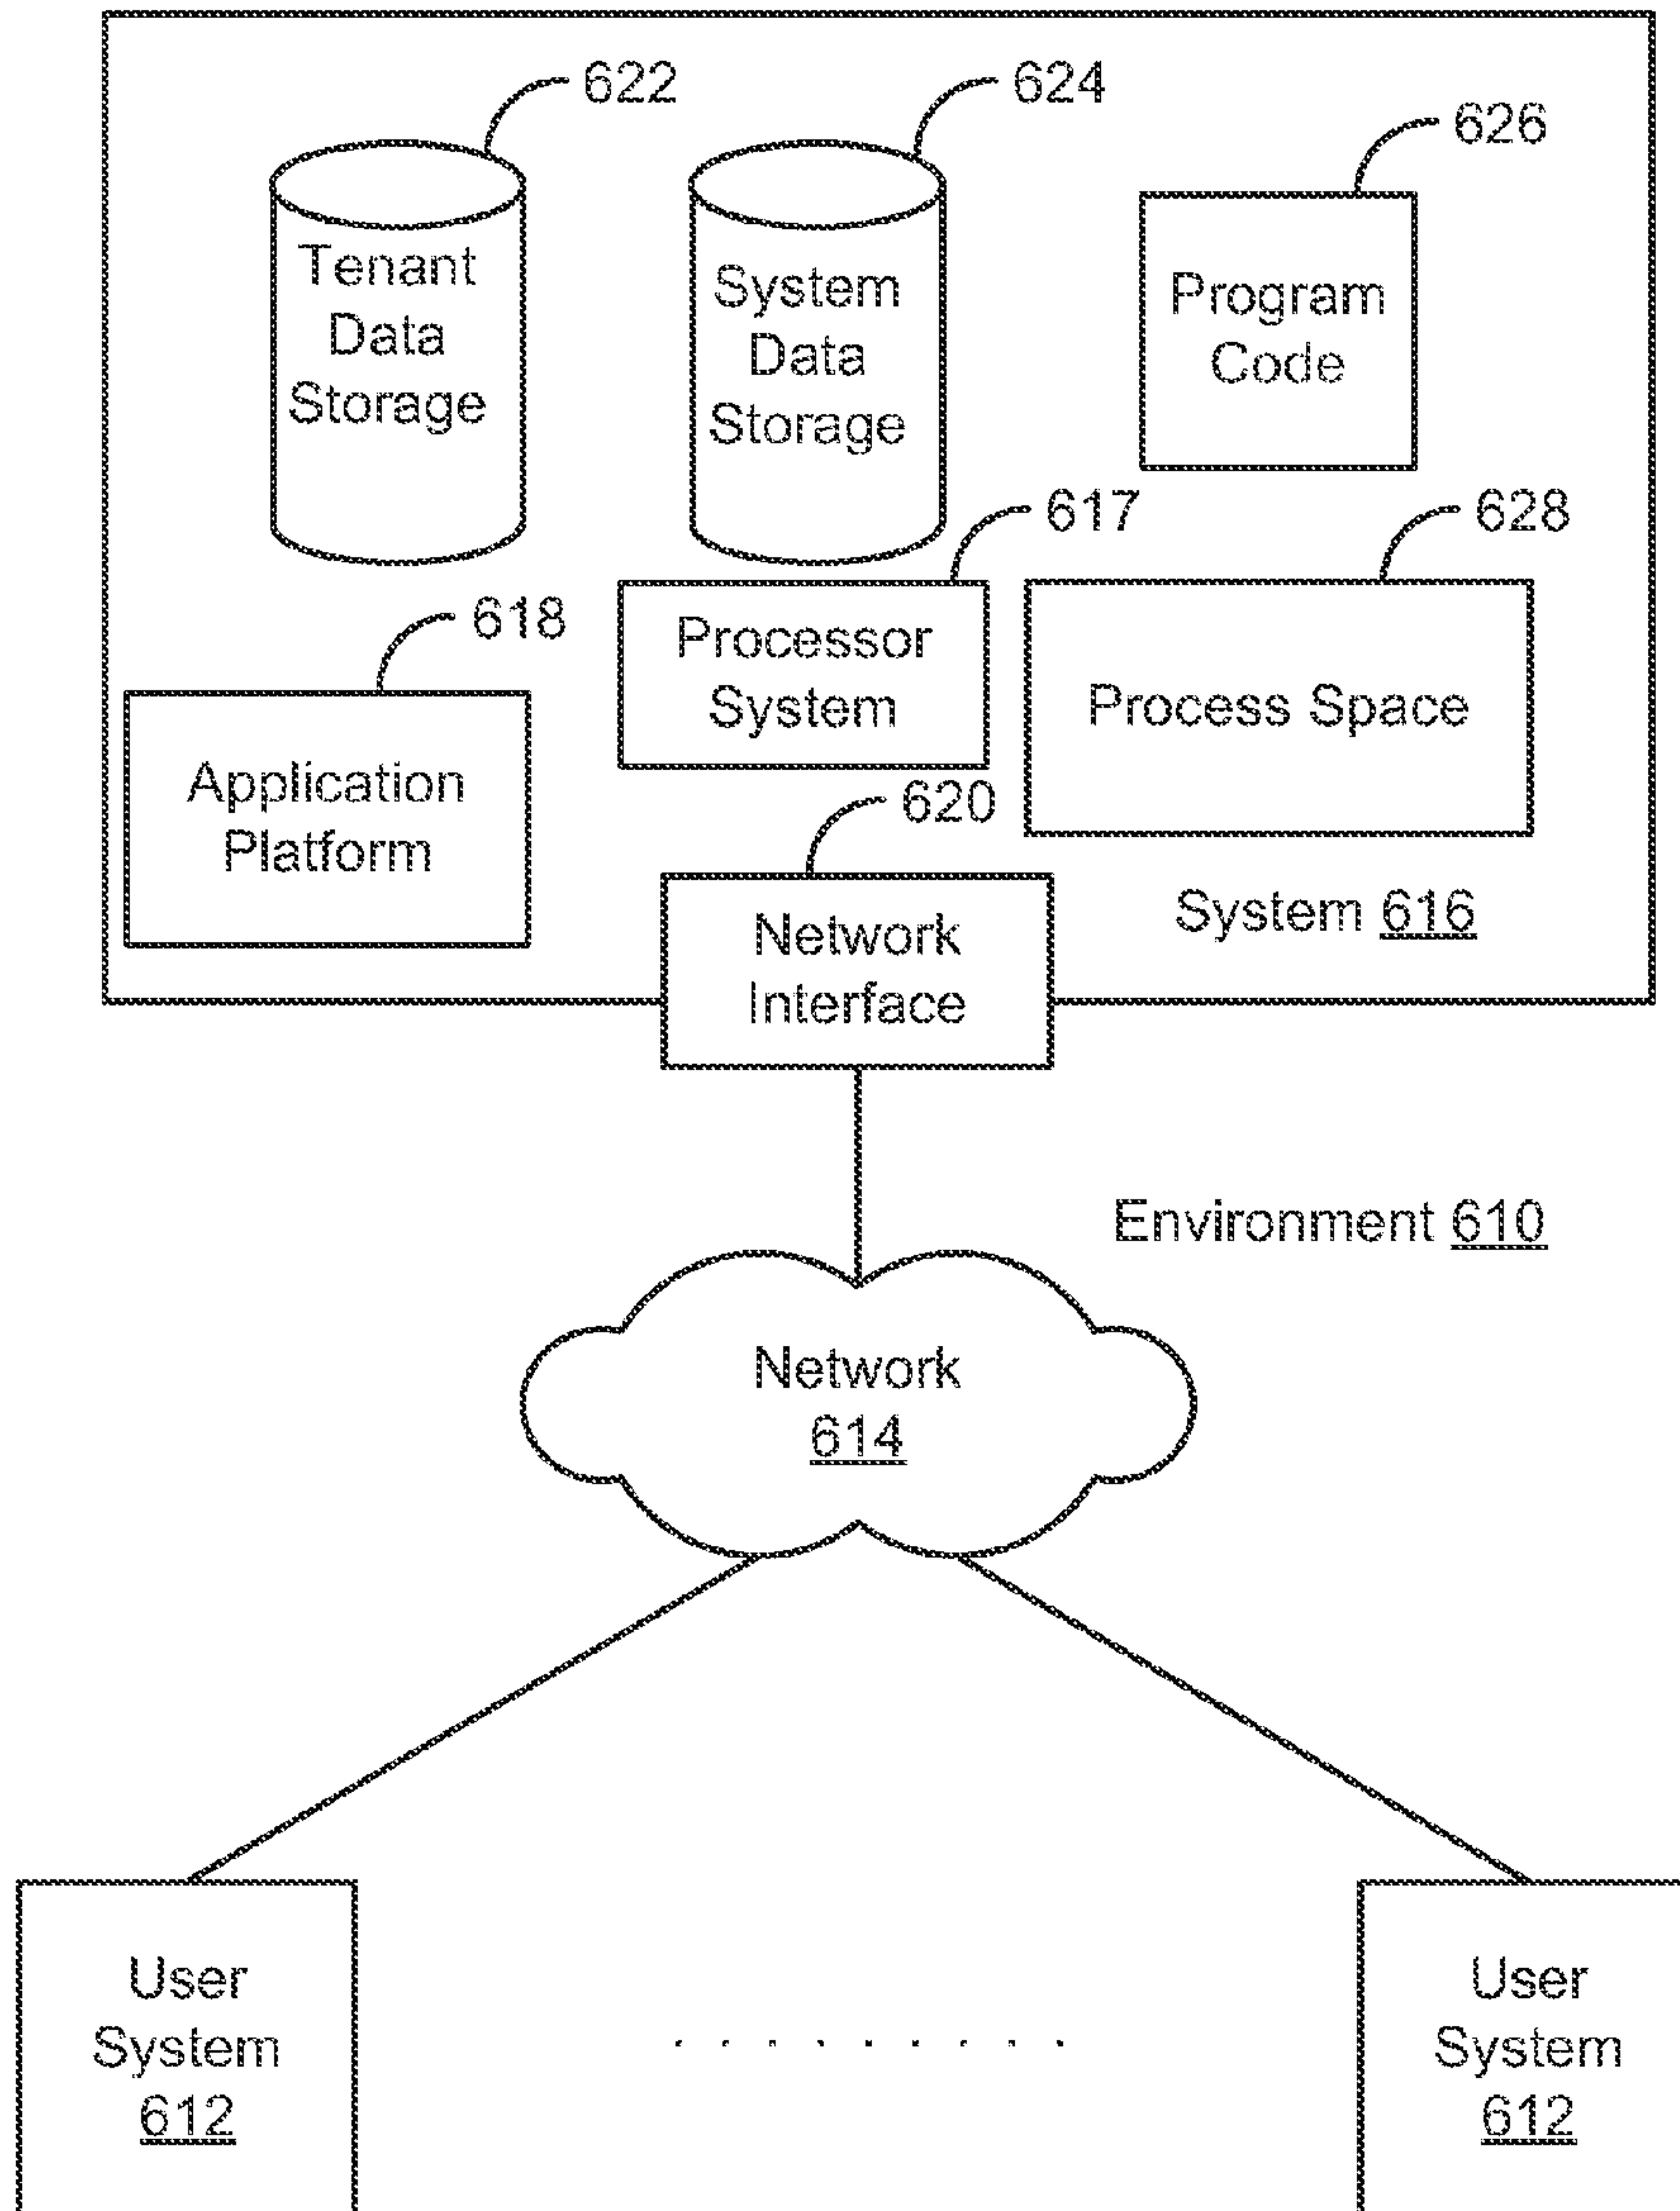 622
624
626
Tenant
Data
Storage
System
Data
Storage
Program
Code
617
628
618
Processor
System
Process Space
Application
Platform
620
Network
Interface
System 616
Environment 610
Network
614
User
System
612
User
System
612